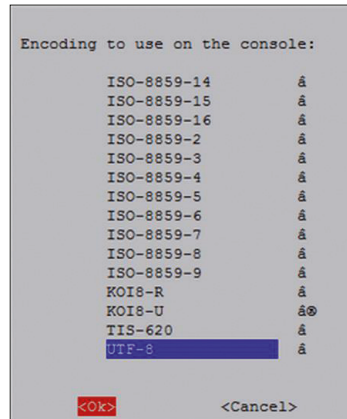 Encoding to use on the console:
ISO-8859-14 â
ISO-8859-15 â
ISO-8859-16 â
ISO-8859-2 â
ISO-8859-3 â
ISO-8859-4 â
ISO-8859-5 â
ISO-8859-6 â
ISO-8859-7 â
ISO-8859-8 â
ISO-8859-9 â
KOI8-R â
KOI8-U â®
TIS-620 â
UTF-8 â
<Ok> <Cancel>